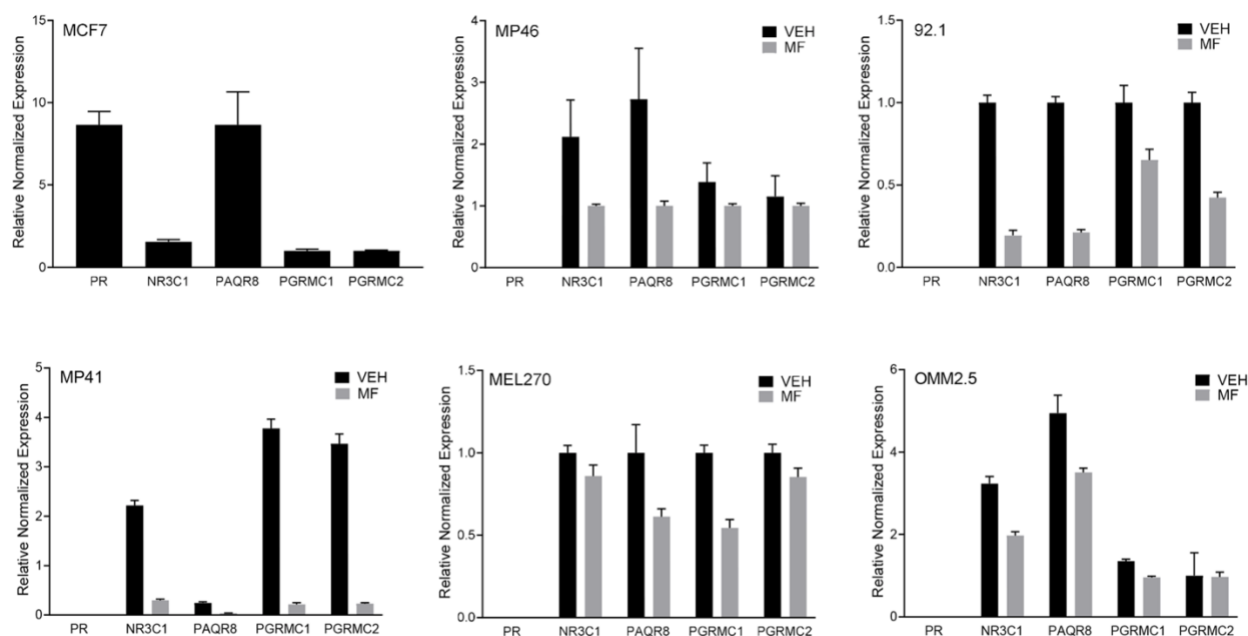 MCF7
Relative Normalized Expression
15
10
5
0
PR NR3C1 PAQR8 PGRMC1 PGRMC2
MP46
VEH
MF
Relative Normalized Expression
4
3
2
1
0
PR NR3C1 PAQR8 PGRMC1 PGRMC2
92.1
VEH
MF
Relative Normalized Expression
1.5
1.0
0.5
0.0
PR NR3C1 PAQR8 PGRMC1 PGRMC2
MP41
VEH
MF
Relative Normalized Expression
5
4
3
2
1
0
PR NR3C1 PAQR8 PGRMC1 PGRMC2
MEL270
VEH
MF
Relative Normalized Expression
1.5
1.0
0.5
0.0
PR NR3C1 PAQR8 PGRMC1 PGRMC2
OMM2.5
VEH
MF
Relative Normalized Expression
6
4
2
0
PR NR3C1 PAQR8 PGRMC1 PGRMC2